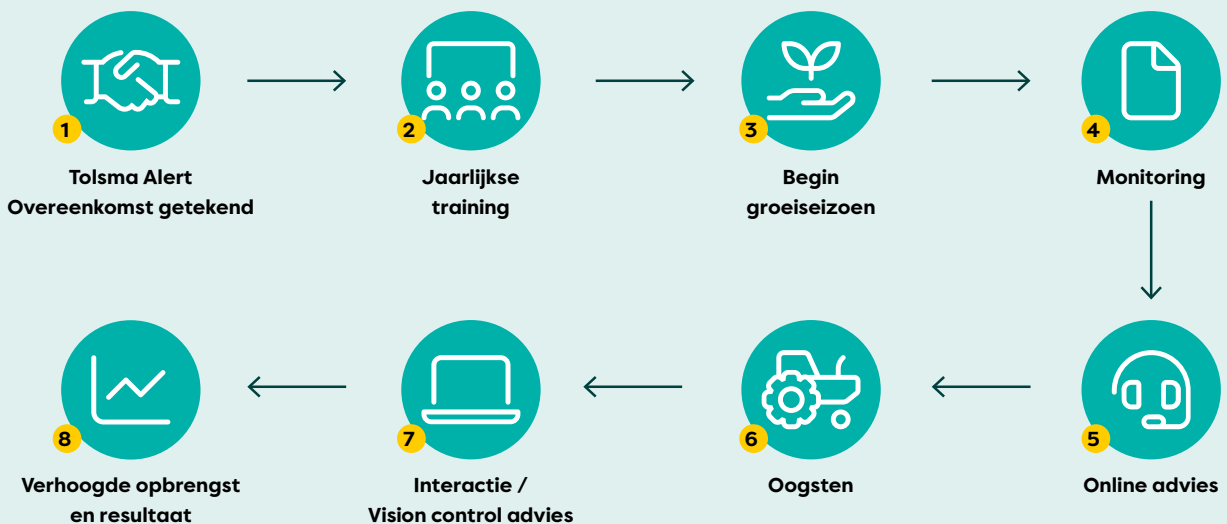 1
Tolsma Alert
Overeenkomst getekend
2
Jaarlijkse
training
3
Begin
groeiseizoen
4
Monitoring
5
Online advies
6
Oogsten
7
Interactie /
Vision control advies
8
Verhoogde opbrengst
en resultaat